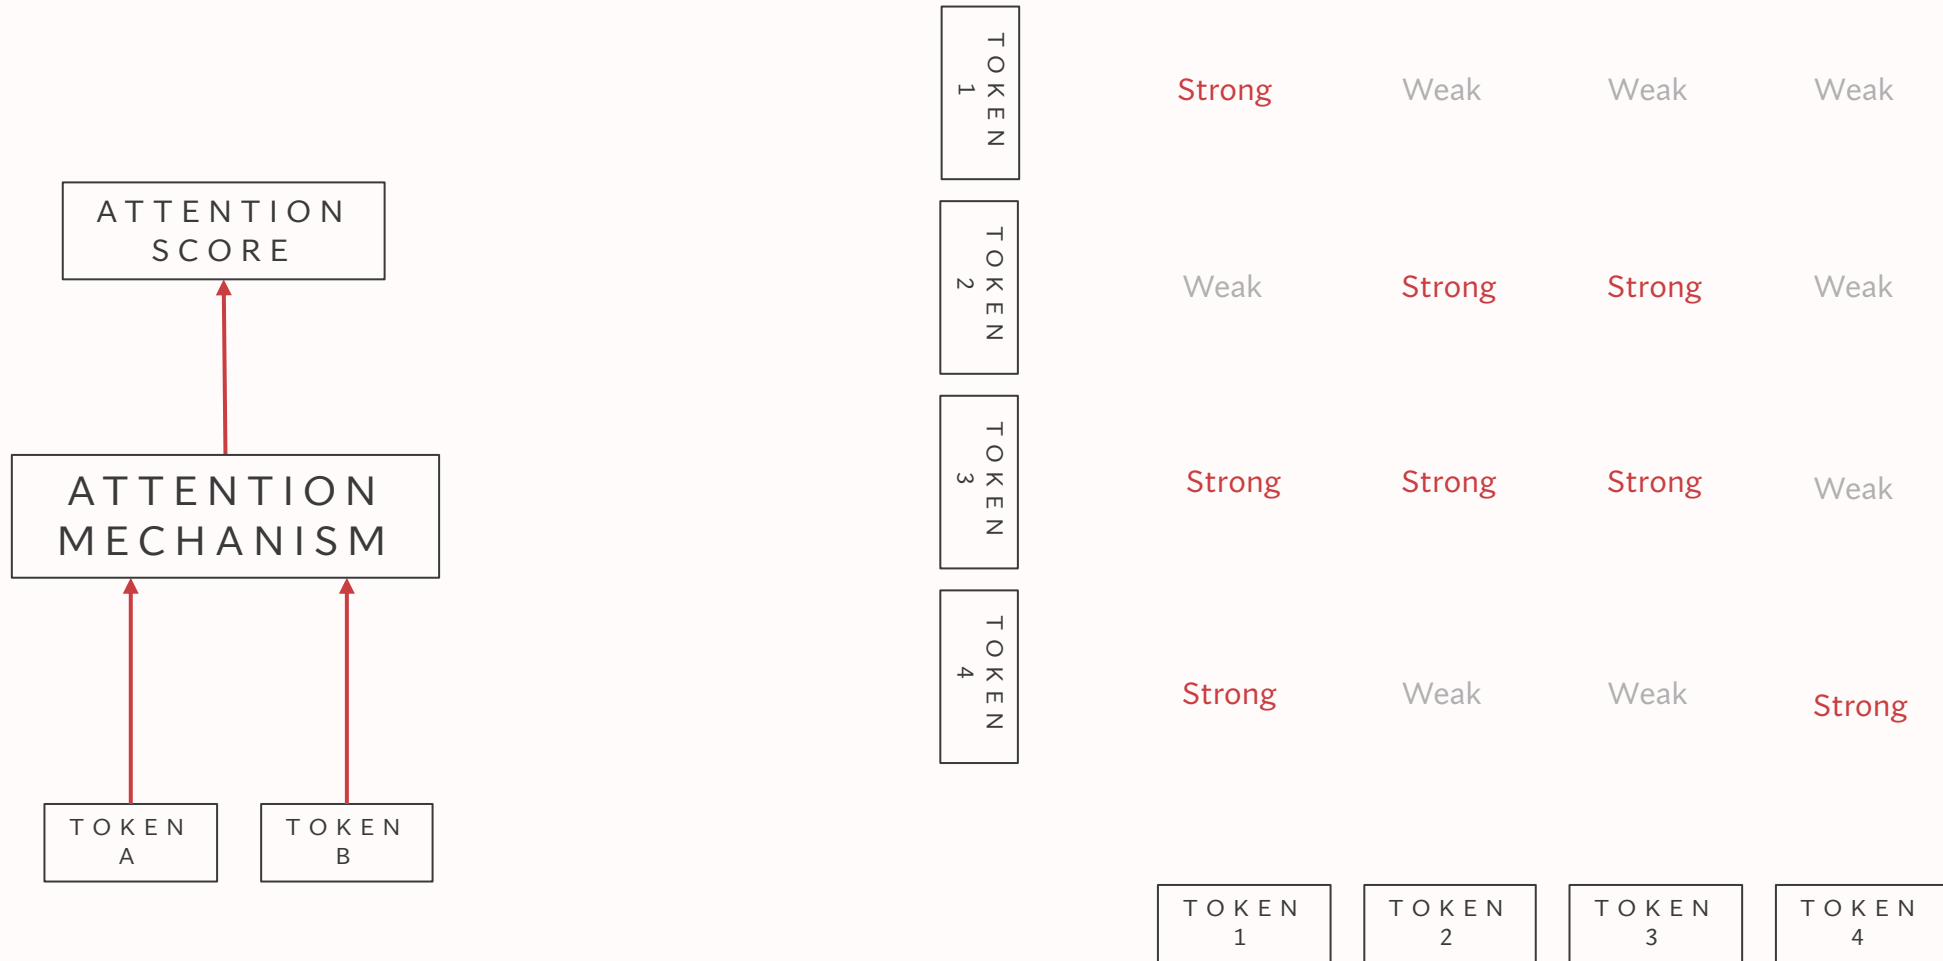 ATTENTION
SCORE
ATTENTION
MECHANISM
TOKEN
A
TOKEN
B
TOKEN
1
Strong
Weak
Weak
Weak
TOKEN
2
Weak
Strong
Strong
Weak
TOKEN
3
Strong
Strong
Strong
Weak
TOKEN
4
Strong
Weak
Weak
Strong
TOKEN
1
TOKEN
2
TOKEN
3
TOKEN
4